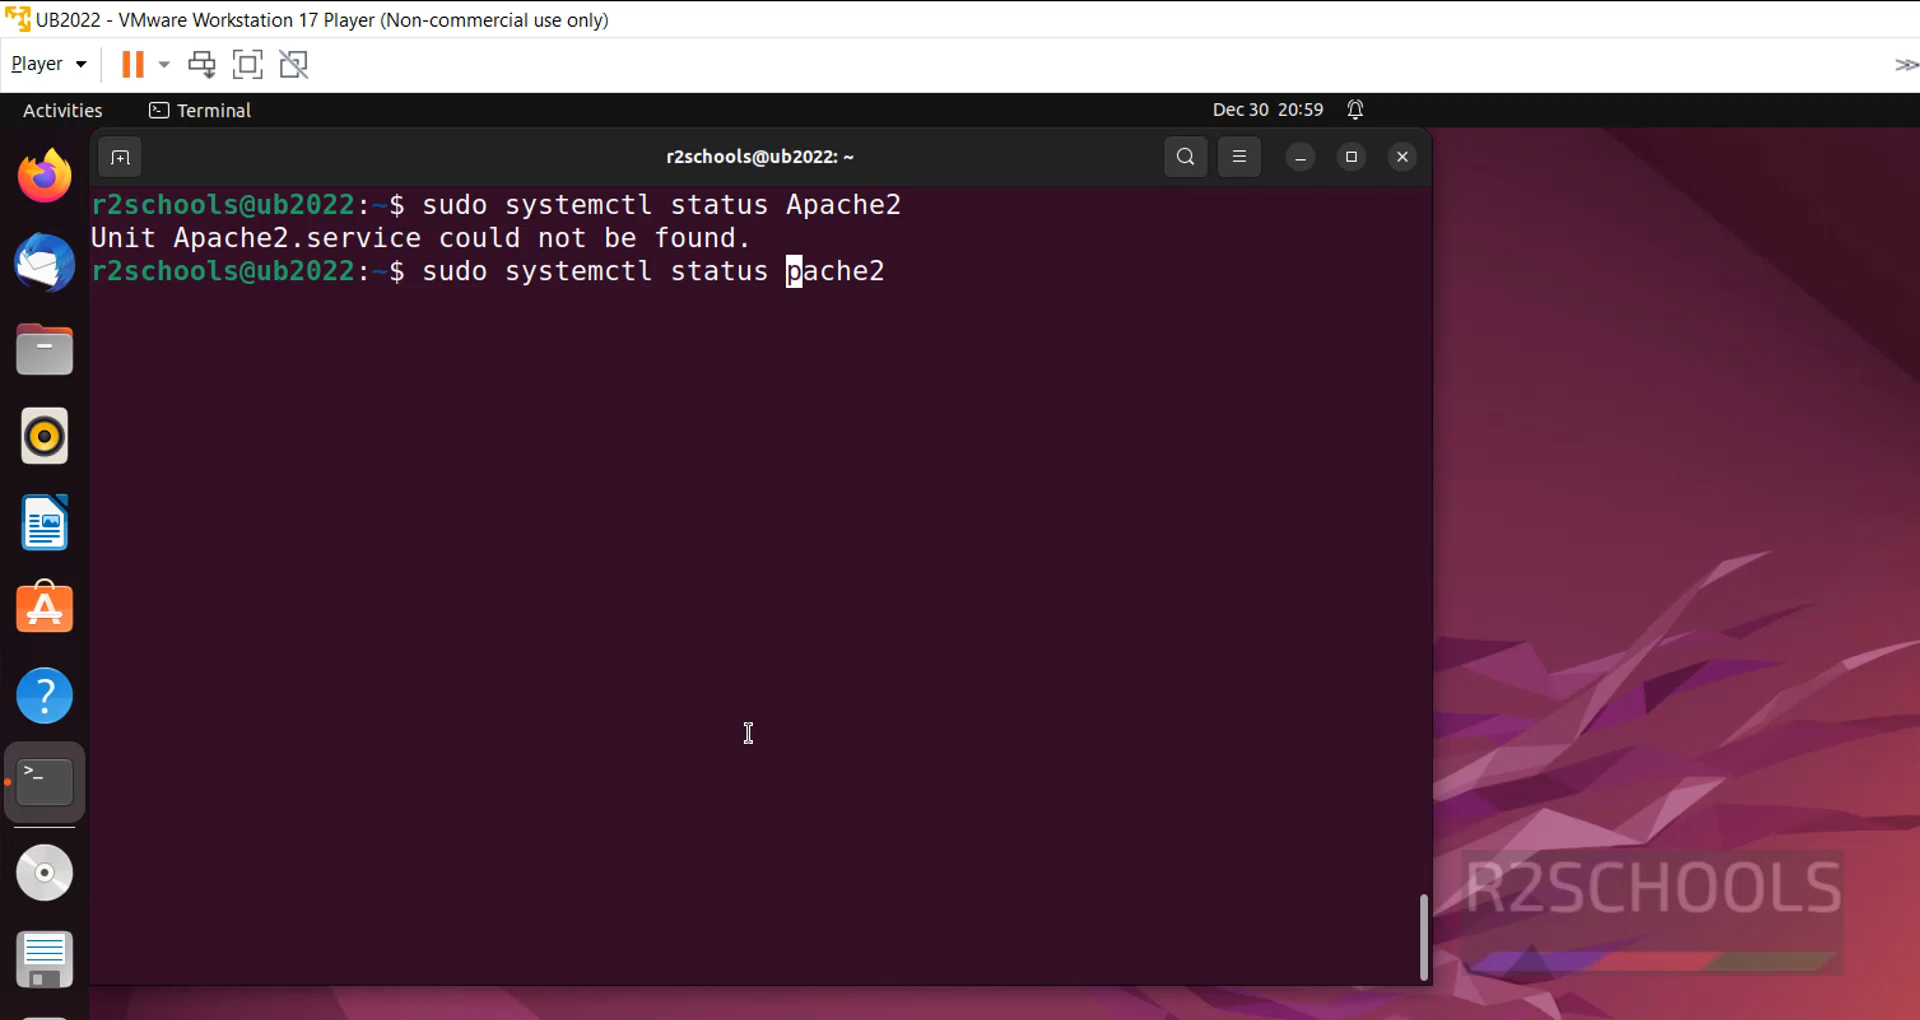 UB2022 - VMware Workstation 17 Player (Non-commercial use only)
Player
Activities
Terminal
Dec 30 20:59
r2schools@ub2022: ~
r2schools@ub2022:~$ sudo systemctl status Apache2
Unit Apache2.service could not be found.
r2schools@ub2022:~$ sudo systemctl status pache2
R2SCHOOLS